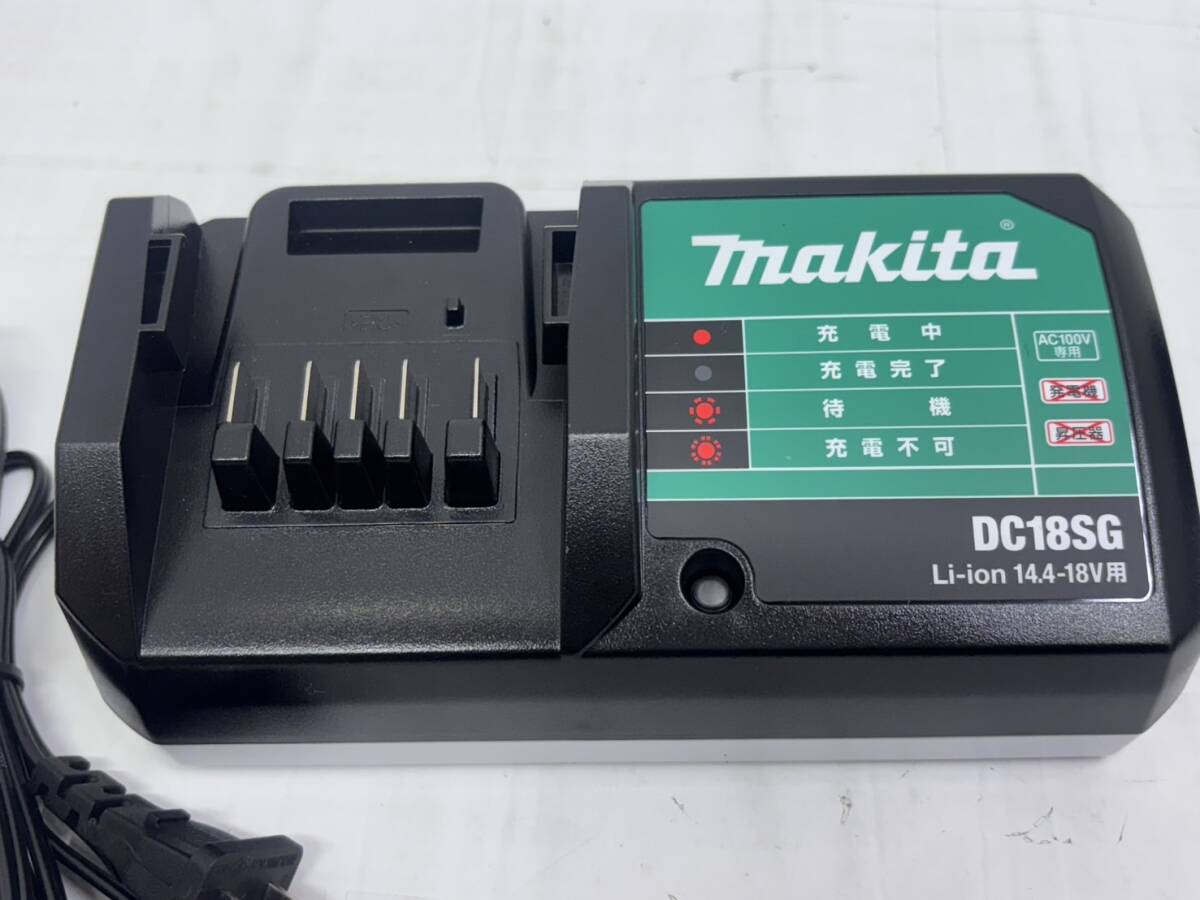 makita®
充電中
充電完了
待機
充電不可
AC100V
専用
発電機
昇圧器
DC18SG
Li-ion 14.4-18V用